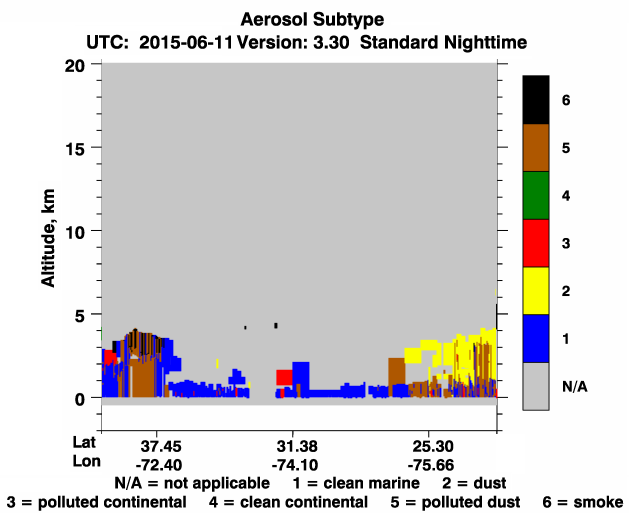 Aerosol Subtype
UTC: 2015-06-11 Version: 3.30 Standard Nighttime
20
15
10
5
0
Altitude, km
6
5
4
3
2
1
N/A
Lat
37.45 31.38 25.30
Lon
-72.40 -74.10 -75.66
N/A = not applicable 1 = clean marine 2 = dust
3 = polluted continental 4 = clean continental 5 = polluted dust 6 = smoke